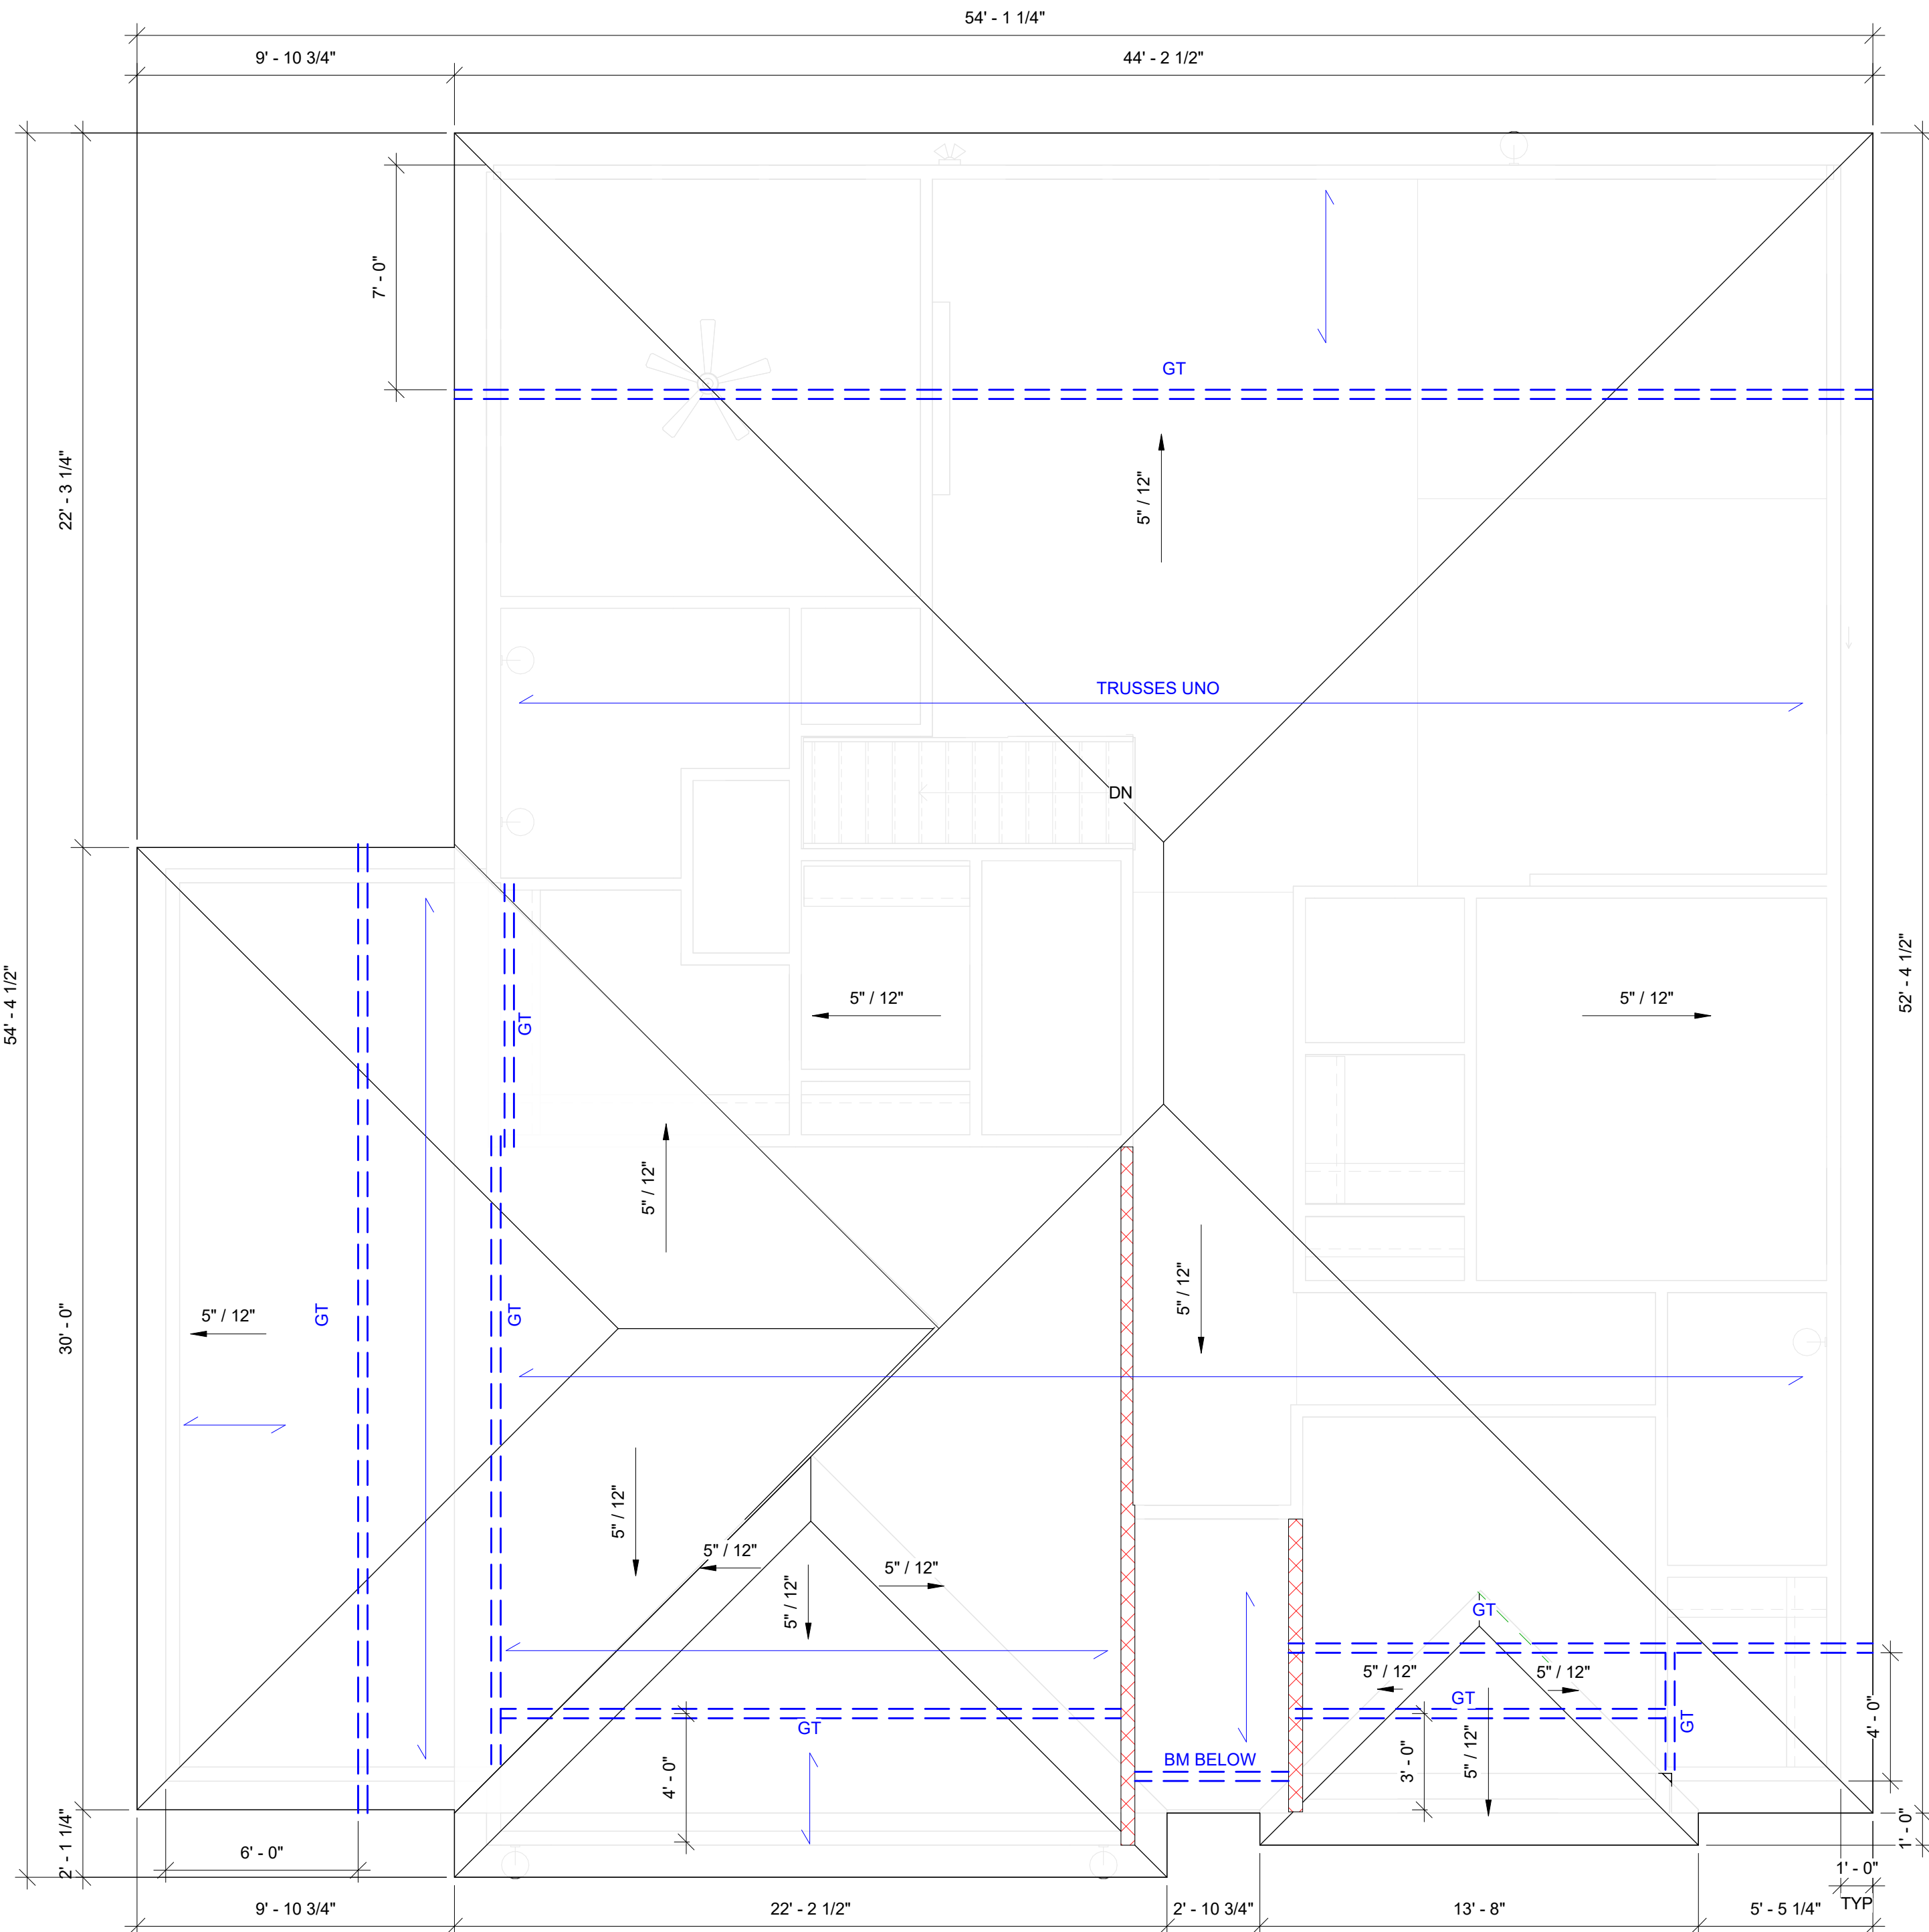 54' - 1 1/4"
9' - 10 3/4"
44' - 2 1/2"
7' - 0"
GT
22' - 3 1/4"
5" / 12"
TRUSSES UNO
DN
54' - 4 1/2"
52' - 4 1/2"
5" / 12"
5" / 12"
GT
5" / 12"
5" / 12"
30' - 0"
5" / 12"
GT
GT
5" / 12"
5" / 12"
5" / 12"
5" / 12"
GT
5" / 12"
5" / 12"
5" / 12"
GT
GT
GT
4' - 0"
5" / 12"
BM BELOW
3' - 0"
4' - 0"
2' - 1 1/4"
6' - 0"
1' - 0"
1' - 0"
TYP
9' - 10 3/4"
22' - 2 1/2"
2' - 10 3/4"
13' - 8"
5' - 5 1/4"